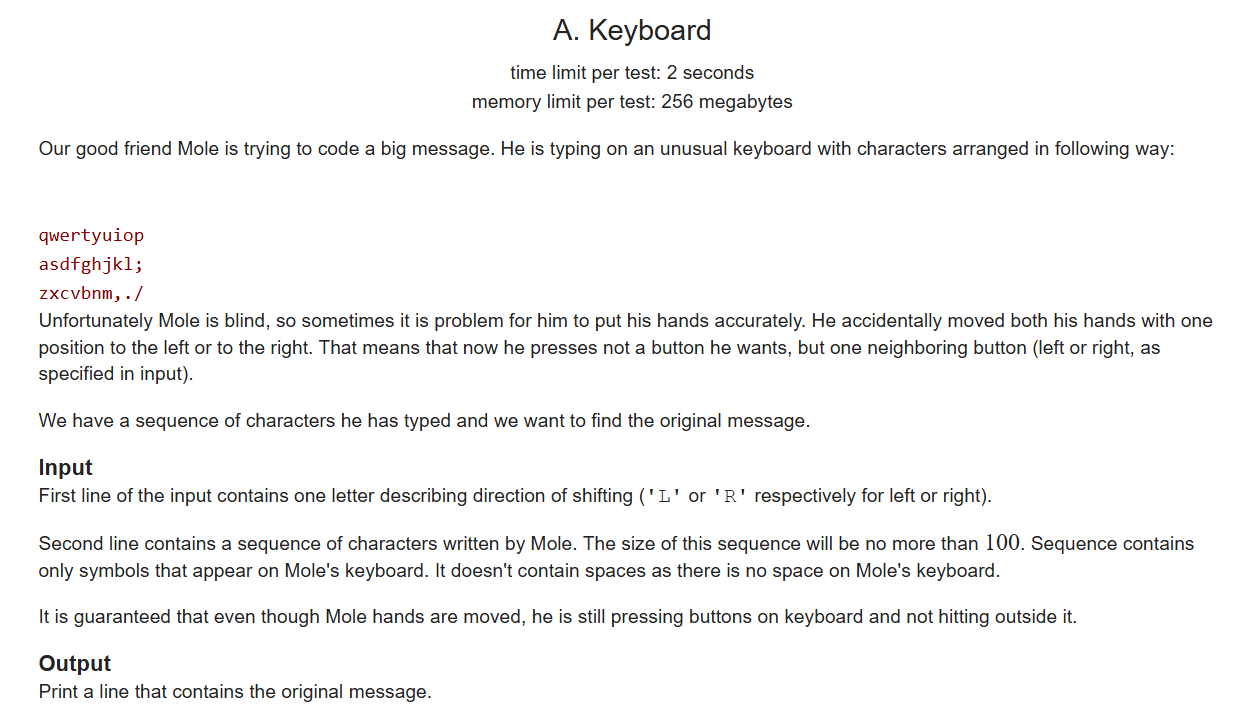 A. Keyboard
time limit per test: 2 seconds
memory limit per test: 256 megabytes
Our good friend Mole is trying to code a big message. He is typing on an unusual keyboard with characters arranged in following way:
qwertyuiop
asdfghjkl;
zxcvbnm,./
Unfortunately Mole is blind, so sometimes it is problem for him to put his hands accurately. He accidentally moved both his hands with one
position to the left or to the right. That means that now he presses not a button he wants, but one neighboring button (left or right, as
specified in input).
We have a sequence of characters he has typed and we want to find the original message.
Input
First line of the input contains one letter describing direction of shifting ('L' or 'R' respectively for left or right).
Second line contains a sequence of characters written by Mole. The size of this sequence will be no more than 100. Sequence contains
only symbols that appear on Mole's keyboard. It doesn't contain spaces as there is no space on Mole's keyboard.
It is guaranteed that even though Mole hands are moved, he is still pressing buttons on keyboard and not hitting outside it.
Output
Print a line that contains the original message.